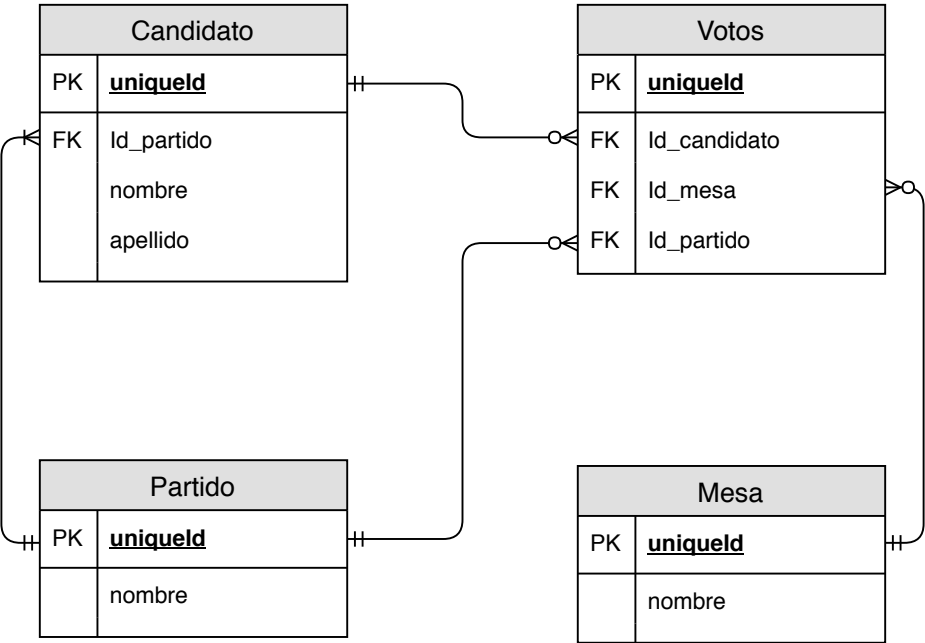 Candidato
PK uniqueId
FK Id_partido
nombre
apellido
Votos
PK uniqueId
FK Id_candidato
FK Id_mesa
FK Id_partido
Partido
PK uniqueId
nombre
Mesa
PK uniqueId
nombre